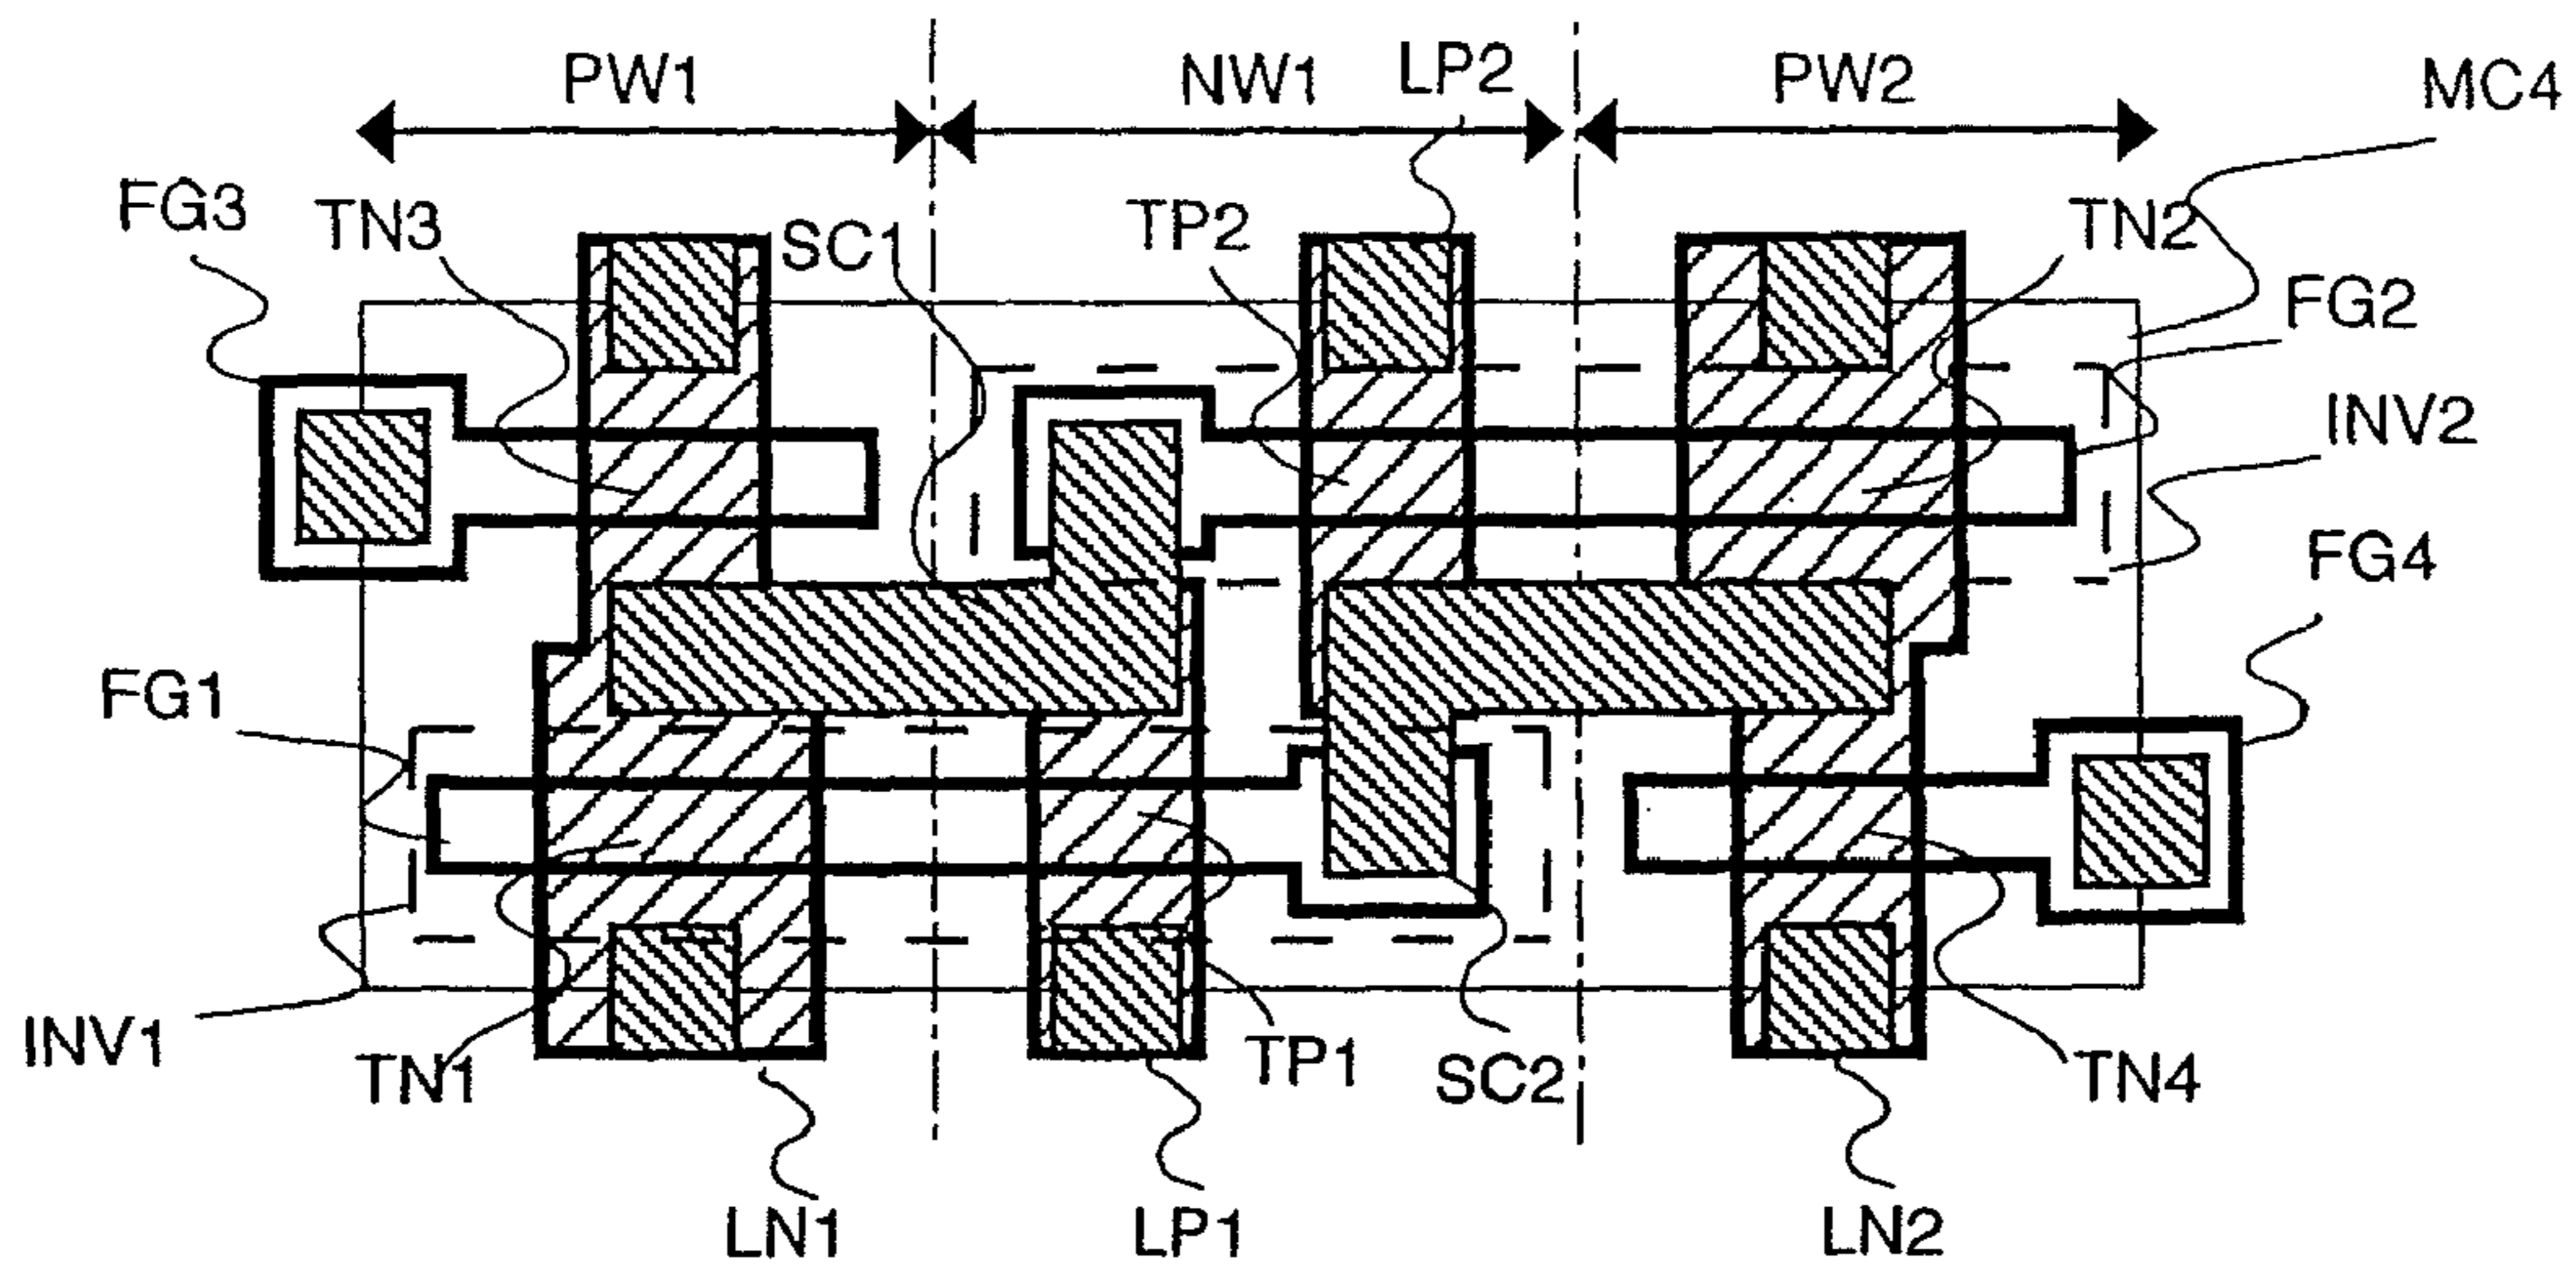 PW1 NW1 LP2 PW2 MC4
FG3 TN3 SC1 TP2 TN2
FG2
INV2
FG4
FG1
INV1 TN1 TP1 SC2 TN4
LN1 LP1 LN2